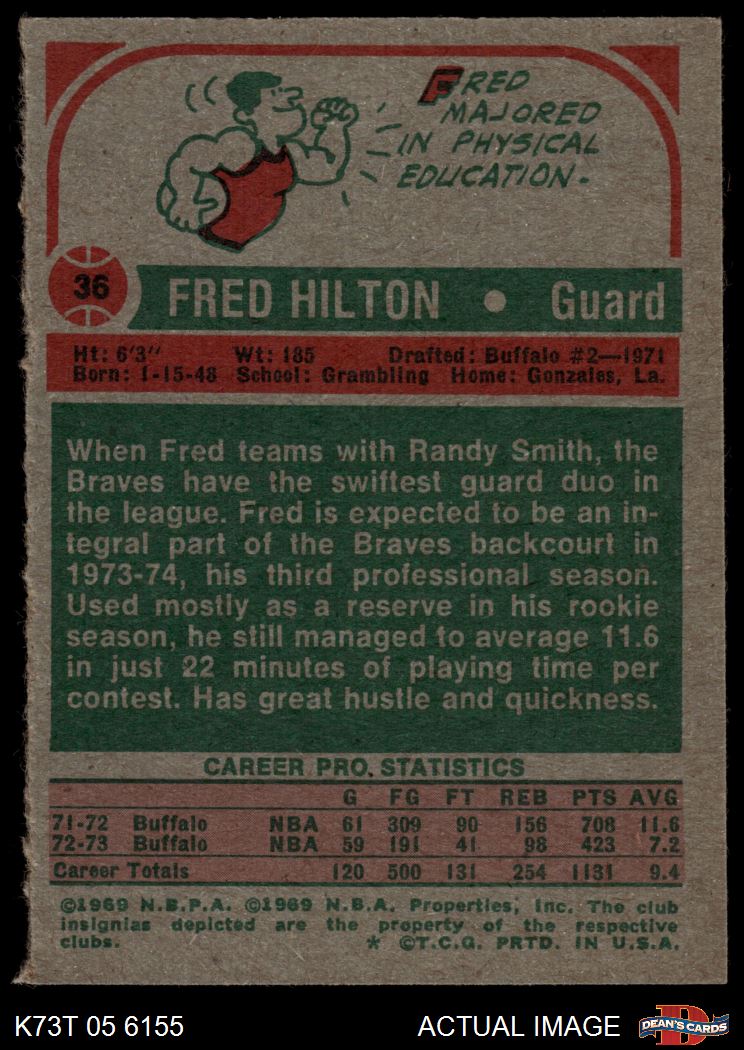 FRED
MAJORED
IN PHYSICAL
EDUCATION.
36
FRED HILTON • Guard
Ht: 6'3" Wt: 185 Drafted: Buffalo #2—1971
Born: 1-15-48 School: Grambling Home: Gonzales, La.
When Fred teams with Randy Smith, the
Braves have the swiftest guard duo in
the league. Fred is expected to be an in-
tegral part of the Braves backcourt in
1973-74, his third professional season.
Used mostly as a reserve in his rookie
season, he still managed to average 11.6
in just 22 minutes of playing time per
contest. Has great hustle and quickness.
CAREER PRO. STATISTICS
G FG FT REB PTS AVG
71-72 Buffalo NBA 61 309 90 156 708 11.6
72-73 Buffalo NBA 59 191 41 98 423 7.2
Career Totals 120 500 131 254 1131 9.4
©1969 N.B.P.A. ©1969 N.B.A. Properties, Inc. The club
insignias depicted are the property of the respective
clubs. * ©T.C.G. PRTD. IN U.S.A.
K73T 05 6155 ACTUAL IMAGE
D
DEAN'S CARDS